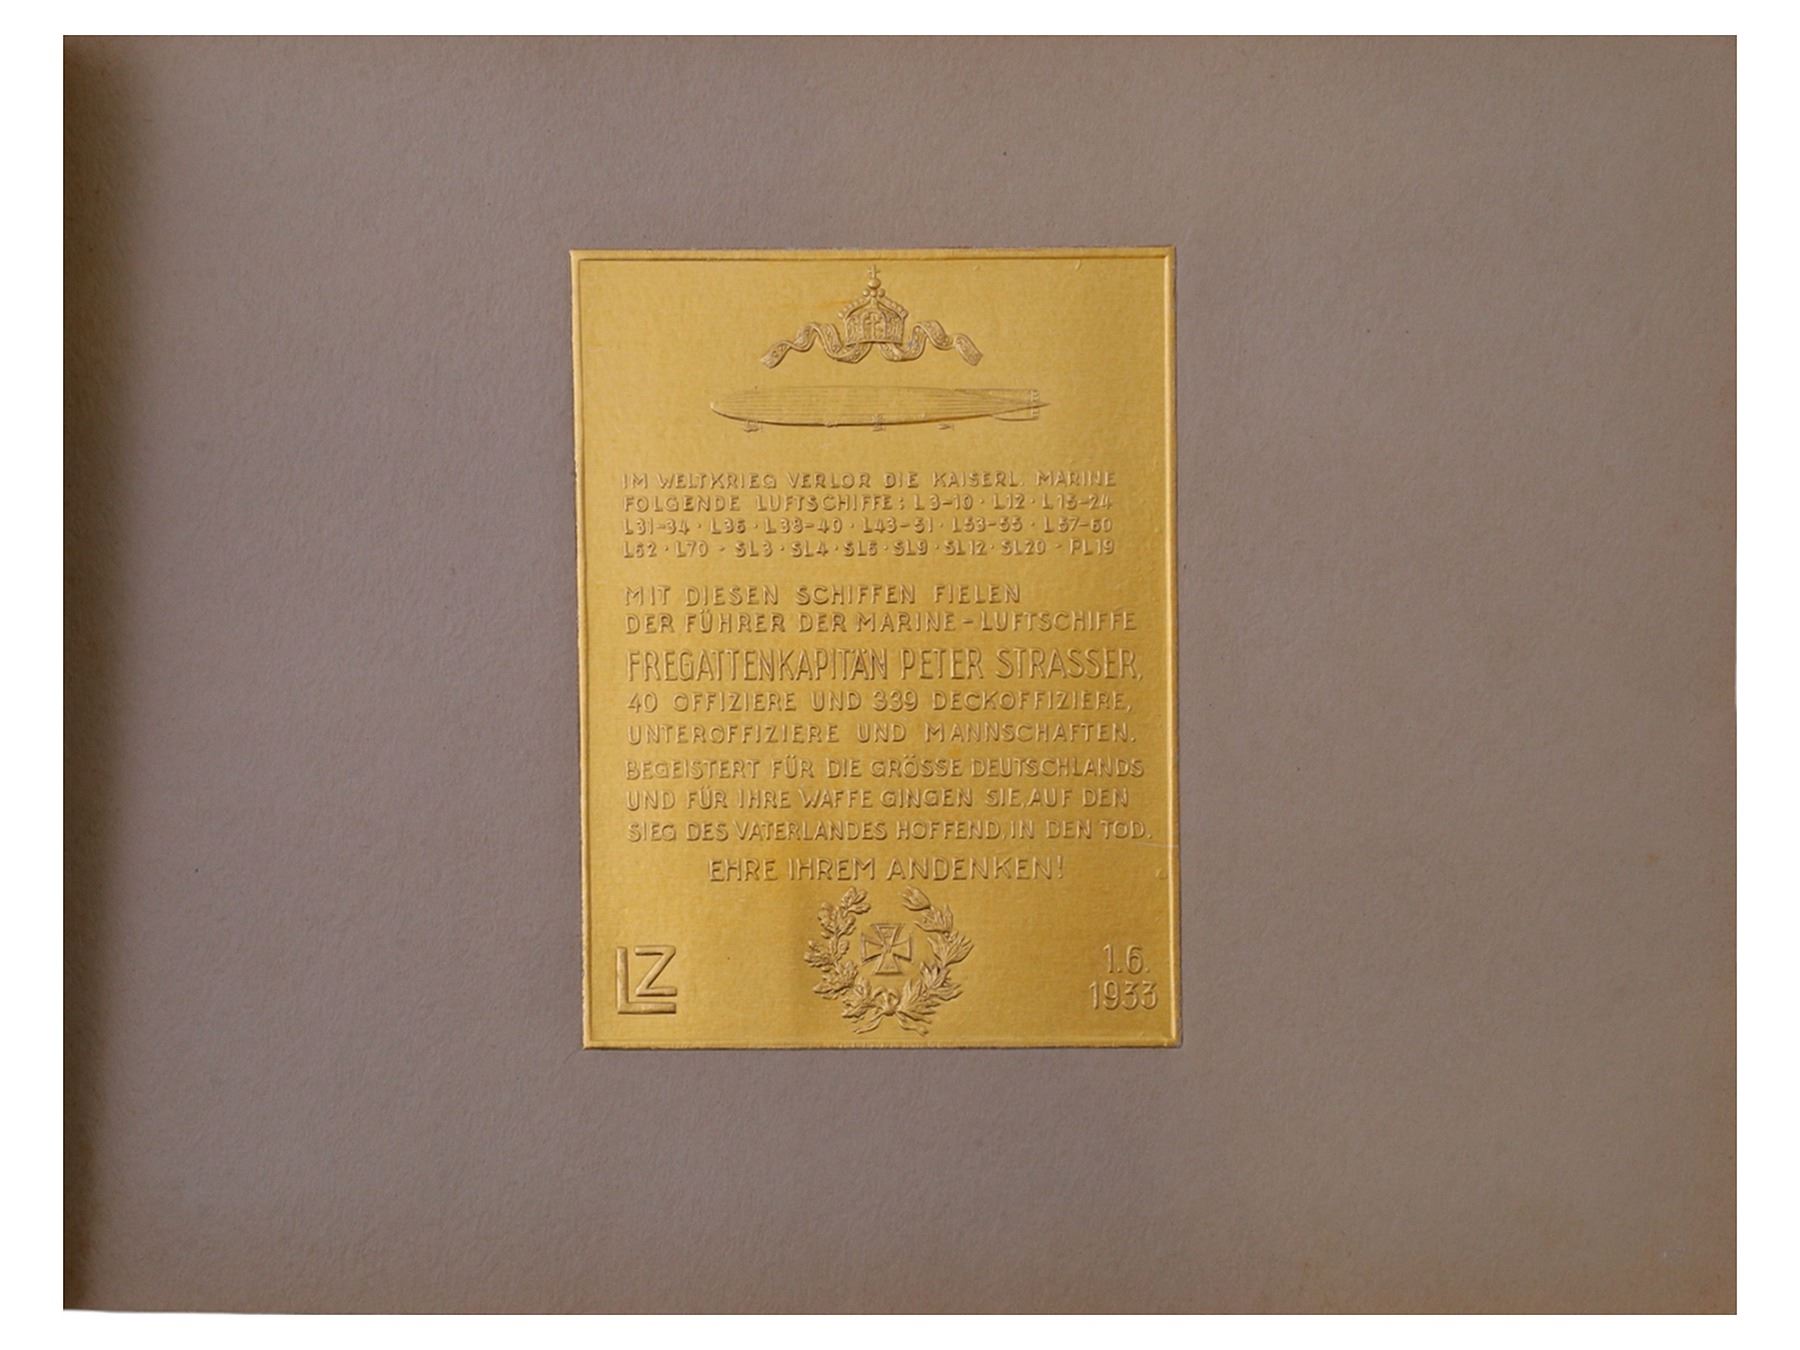 IM WELTKRIEG VERLOR DIE KAISERL. MARINE
FOLGENDE LUFTSCHIFFE: L3-10 · L12 · L15-24
L31-34 · L36 · L38-40 · L43-51 · L53-55 · L57-60
L62 · L70 · SL3 · SL4 · SL6 · SL9 · SL12 · SL20 · PL19
MIT DIESEN SCHIFFEN FIELEN
DER FÜHRER DER MARINE-LUFTSCHIFFE
FREGATTENKAPITÄN PETER STRASSER,
40 OFFIZIERE UND 339 DECKOFFIZIERE,
UNTEROFFIZIERE UND MANNSCHAFTEN.
BEGEISTERT FÜR DIE GRÖSSE DEUTSCHLANDS
UND FÜR IHRE WAFFE GINGEN SIE, AUF DEN
SIEG DES VATERLANDES HOFFEND, IN DEN TOD.
EHRE IHREM ANDENKEN!
LZ
1.6.
1933